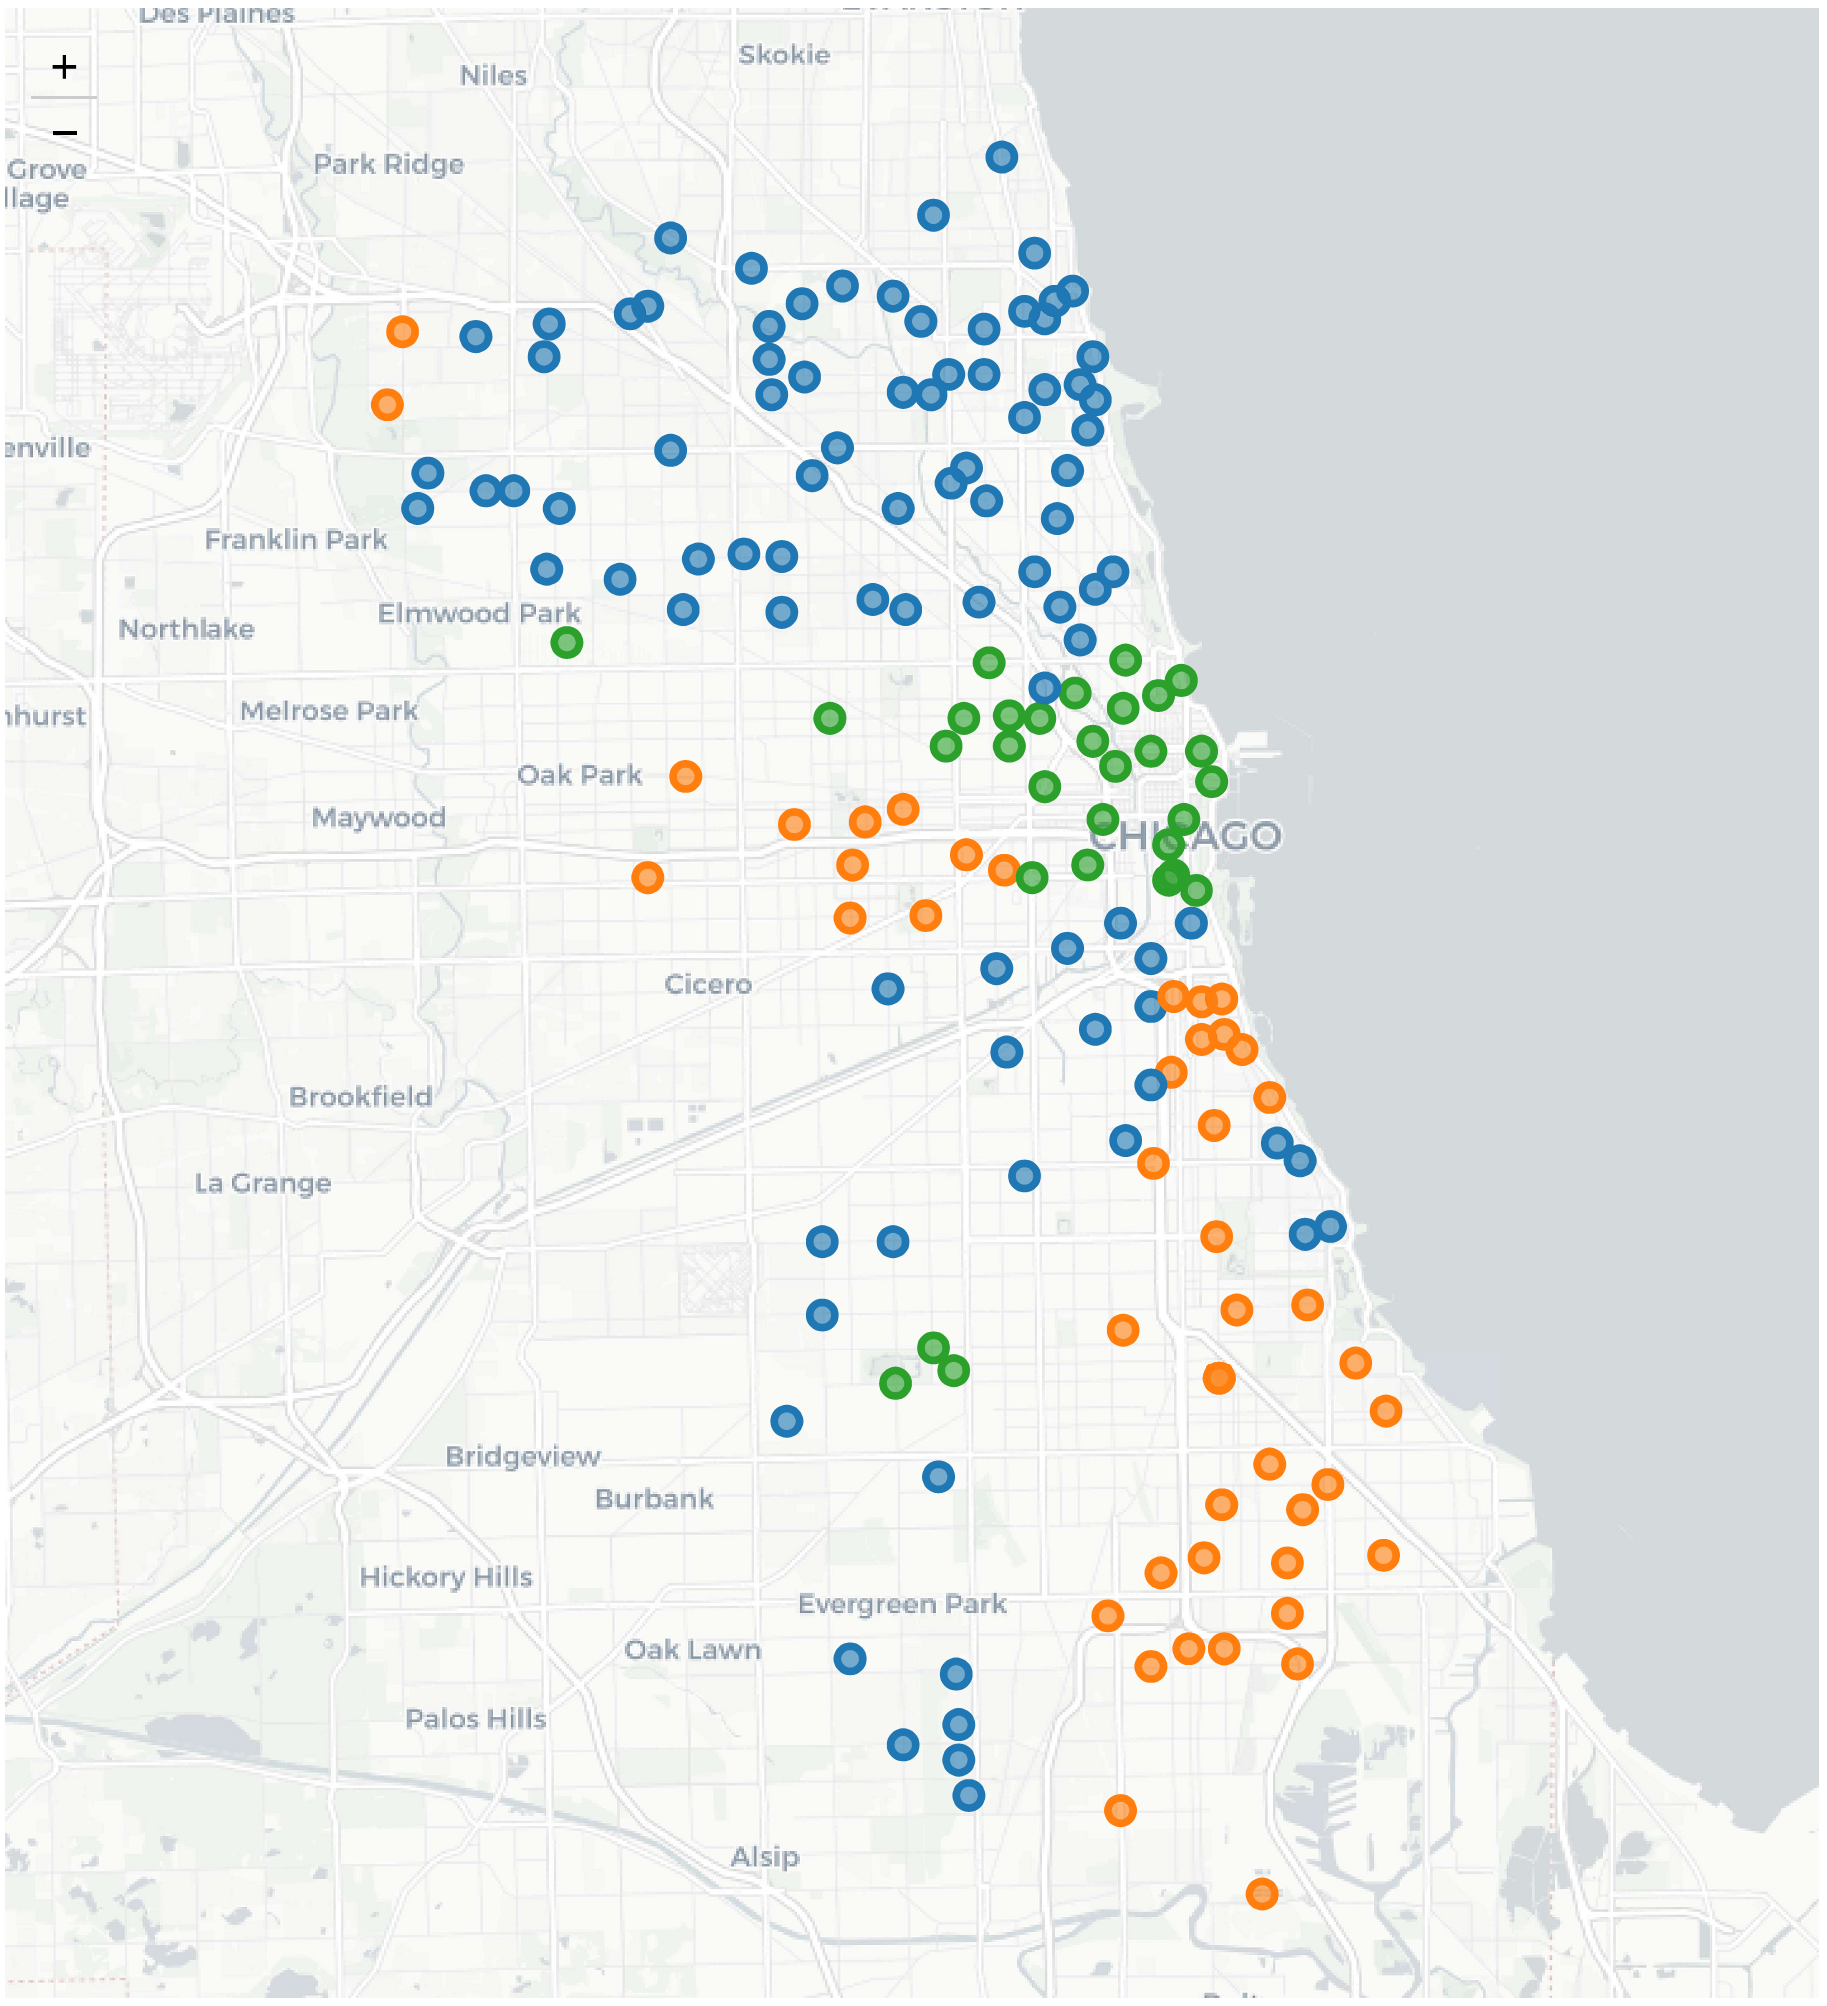 Des Plaines
Skokie
Niles
+
−
Park Ridge
Grove
llage
enville
Franklin Park
Elmwood Park
Northlake
Melrose Park
hhurst
Oak Park
Maywood
CHICAGO
Cicero
Brookfield
La Grange
Bridgeview
Burbank
Hickory Hills
Evergreen Park
Oak Lawn
Palos Hills
Alsip